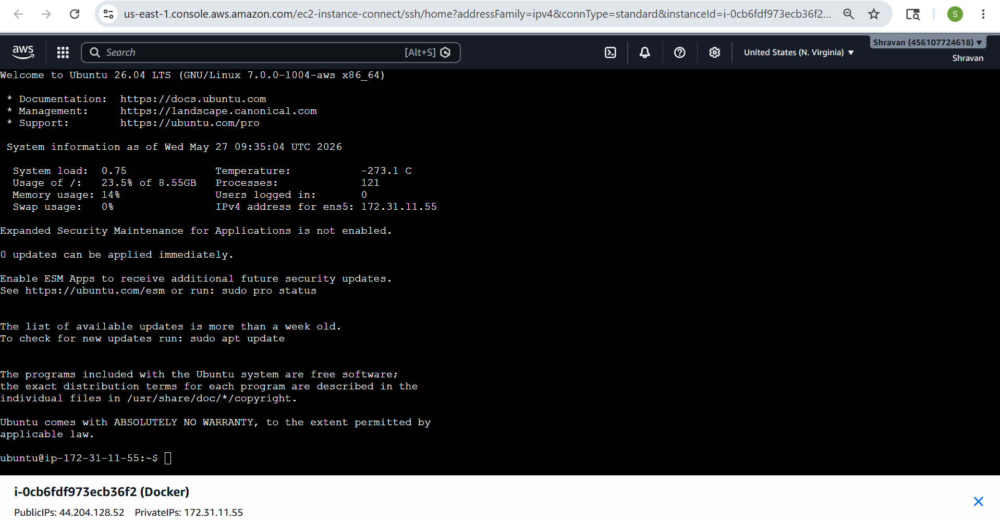 us-east-1.console.aws.amazon.com/ec2-instance-connect/ssh/home?addressFamily=ipv4&connType=standard&instanceId=i-0cb6fdf973ecb36f2...
S
aws
Search
[Alt+S]
United States (N. Virginia)
Shravan (456107724618)
Shravan
Welcome to Ubuntu 26.04 LTS (GNU/Linux 7.0.0-1004-aws x86_64)
* Documentation: https://docs.ubuntu.com
* Management: https://landscape.canonical.com
* Support: https://ubuntu.com/pro
System information as of Wed May 27 09:35:04 UTC 2026
System load: 0.75 Temperature: -273.1 C
Usage of /: 23.5% of 8.55GB Processes: 121
Memory usage: 14% Users logged in: 0
Swap usage: 0% IPv4 address for ens5: 172.31.11.55
Expanded Security Maintenance for Applications is not enabled.
0 updates can be applied immediately.
Enable ESM Apps to receive additional future security updates.
See https://ubuntu.com/esm or run: sudo pro status
The list of available updates is more than a week old.
To check for new updates run: sudo apt update
The programs included with the Ubuntu system are free software;
the exact distribution terms for each program are described in the
individual files in /usr/share/doc/*/copyright.
Ubuntu comes with ABSOLUTELY NO WARRANTY, to the extent permitted by
applicable law.
ubuntu@ip-172-31-11-55:~$
i-0cb6fdf973ecb36f2 (Docker)
PublicIPs: 44.204.128.52 PrivateIPs: 172.31.11.55